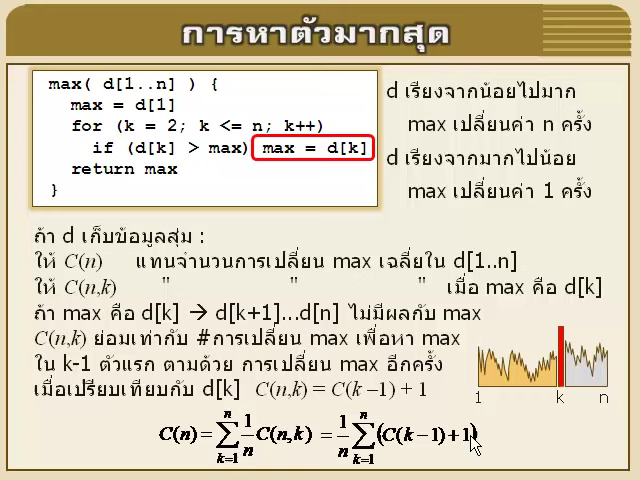 การหาตัวมากสุด
max( d[1..n] ) {
max = d[1]
for (k = 2; k <= n; k++)
if (d[k] > max) max = d[k]
return max
}
d เรียงจากน้อยไปมาก
max เปลี่ยนค่า n ครั้ง
d เรียงจากมากไปน้อย
max เปลี่ยนค่า 1 ครั้ง
ถ้า d เก็บข้อมูลสุ่ม :
ให้ C(n) แทนจำนวนการเปลี่ยน max เฉลี่ยใน d[1..n]
ให้ C(n,k) " " " เมื่อ max คือ d[k]
ถ้า max คือ d[k] → d[k+1]...d[n] ไม่มีผลกับ max
C(n,k) ย่อมเท่ากับ #การเปลี่ยน max เพื่อหา max
ใน k-1 ตัวแรก ตามด้วย การเปลี่ยน max อีกครั้ง
เมื่อเปรียบเทียบกับ d[k] C(n,k) = C(k–1) + 1
1 k n
C(n) = \sum_{k=1}^{n} \frac{1}{n} C(n,k) = \frac{1}{n} \sum_{k=1}^{n} (C(k−1)+1)